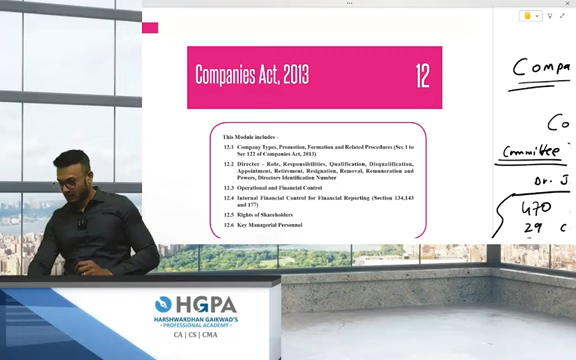 Companies Act, 2013
12
This Module includes -
12.1 Company Types, Promotion, Formation and Related Procedures (Sec 1 to
Sec 122 of Companies Act, 2013)
12.2 Director - Role, Responsibilities, Qualification, Disqualification,
Appointment, Retirement, Resignation, Removal, Remuneration and
Powers, Directors Identification Number
12.3 Operational and Financial Control
12.4 Internal Financial Control for Financial Reporting (Section 134,143
and 177)
12.5 Rights of Shareholders
12.6 Key Managerial Personnel
Compa
Co
Committee
Dr. J.
470
29 C
HGPA
HARSHWARDHAN GAIKWAD'S
• PROFESSIONAL ACADEMY •
CA | CS | CMA